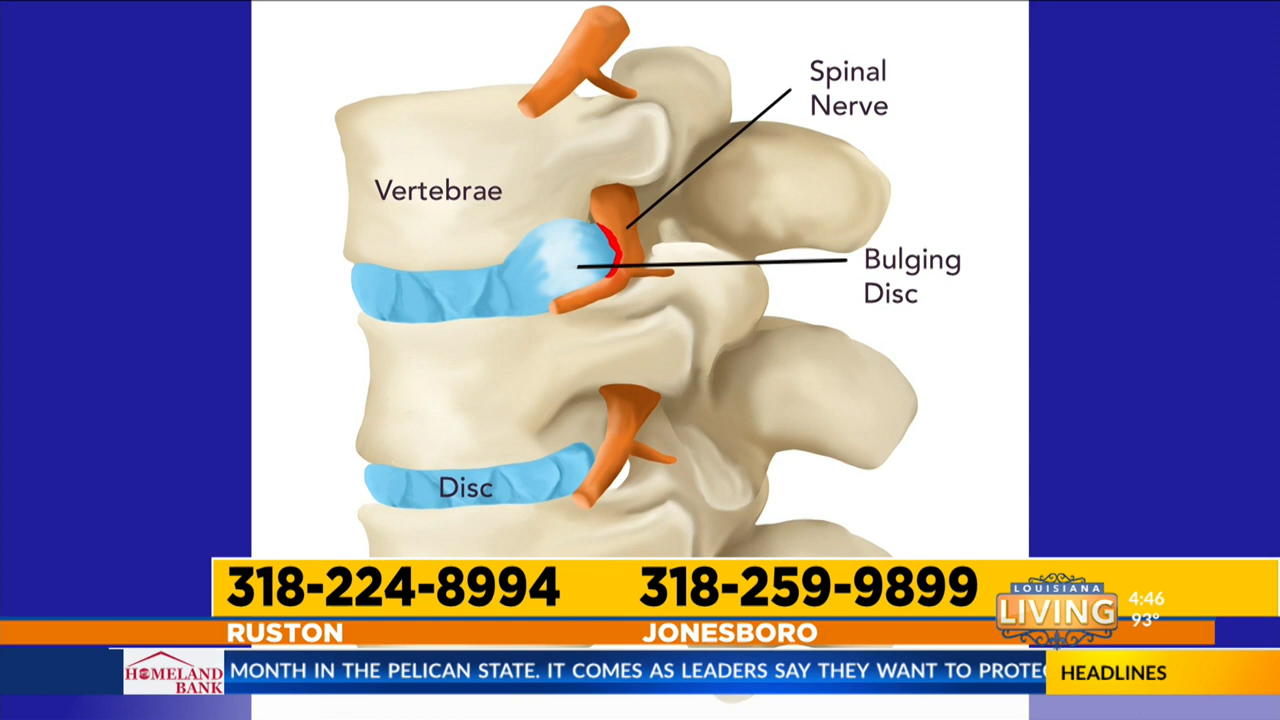 Spinal
Nerve
Vertebrae
Bulging
Disc
Disc
318-224-8994
318-259-9899
RUSTON
JONESBORO
LOUISIANA
LIVING
4:46
93°
HOMELAND
BANK
MONTH IN THE PELICAN STATE. IT COMES AS LEADERS SAY THEY WANT TO PROTEC
HEADLINES